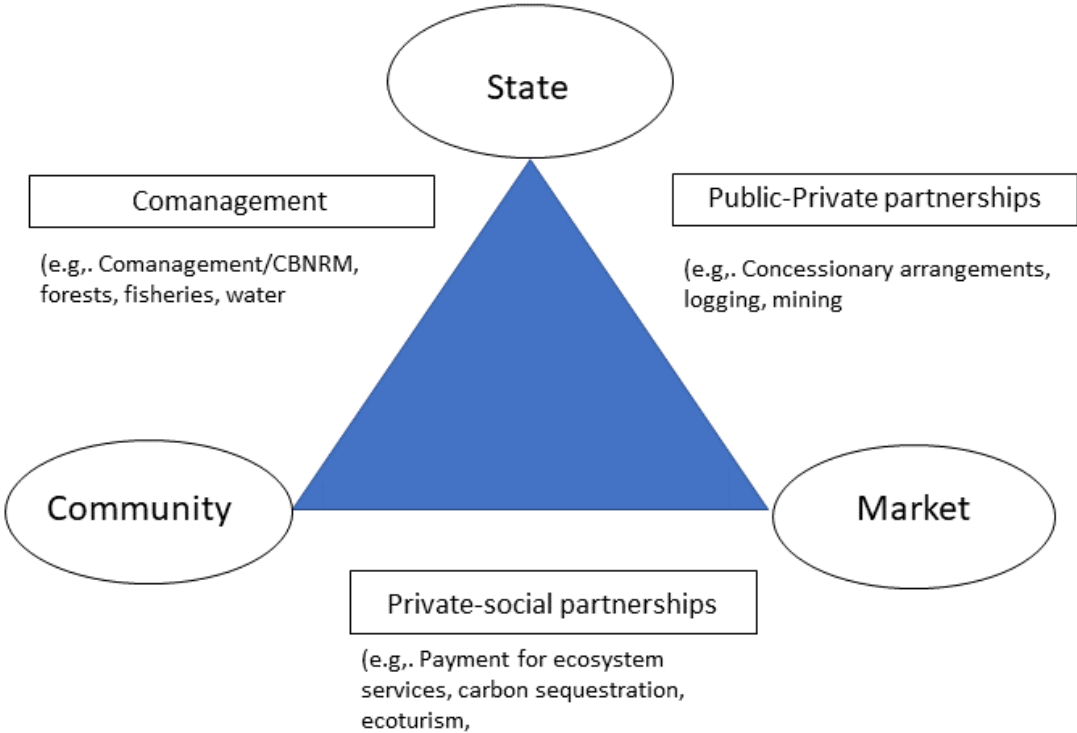 State
Comanagement
(e.g,. Comanagement/CBNRM,
forests, fisheries, water
Public-Private partnerships
(e.g,. Concessionary arrangements,
logging, mining
Community
Market
Private-social partnerships
(e.g,. Payment for ecosystem
services, carbon sequestration,
ecoturism,